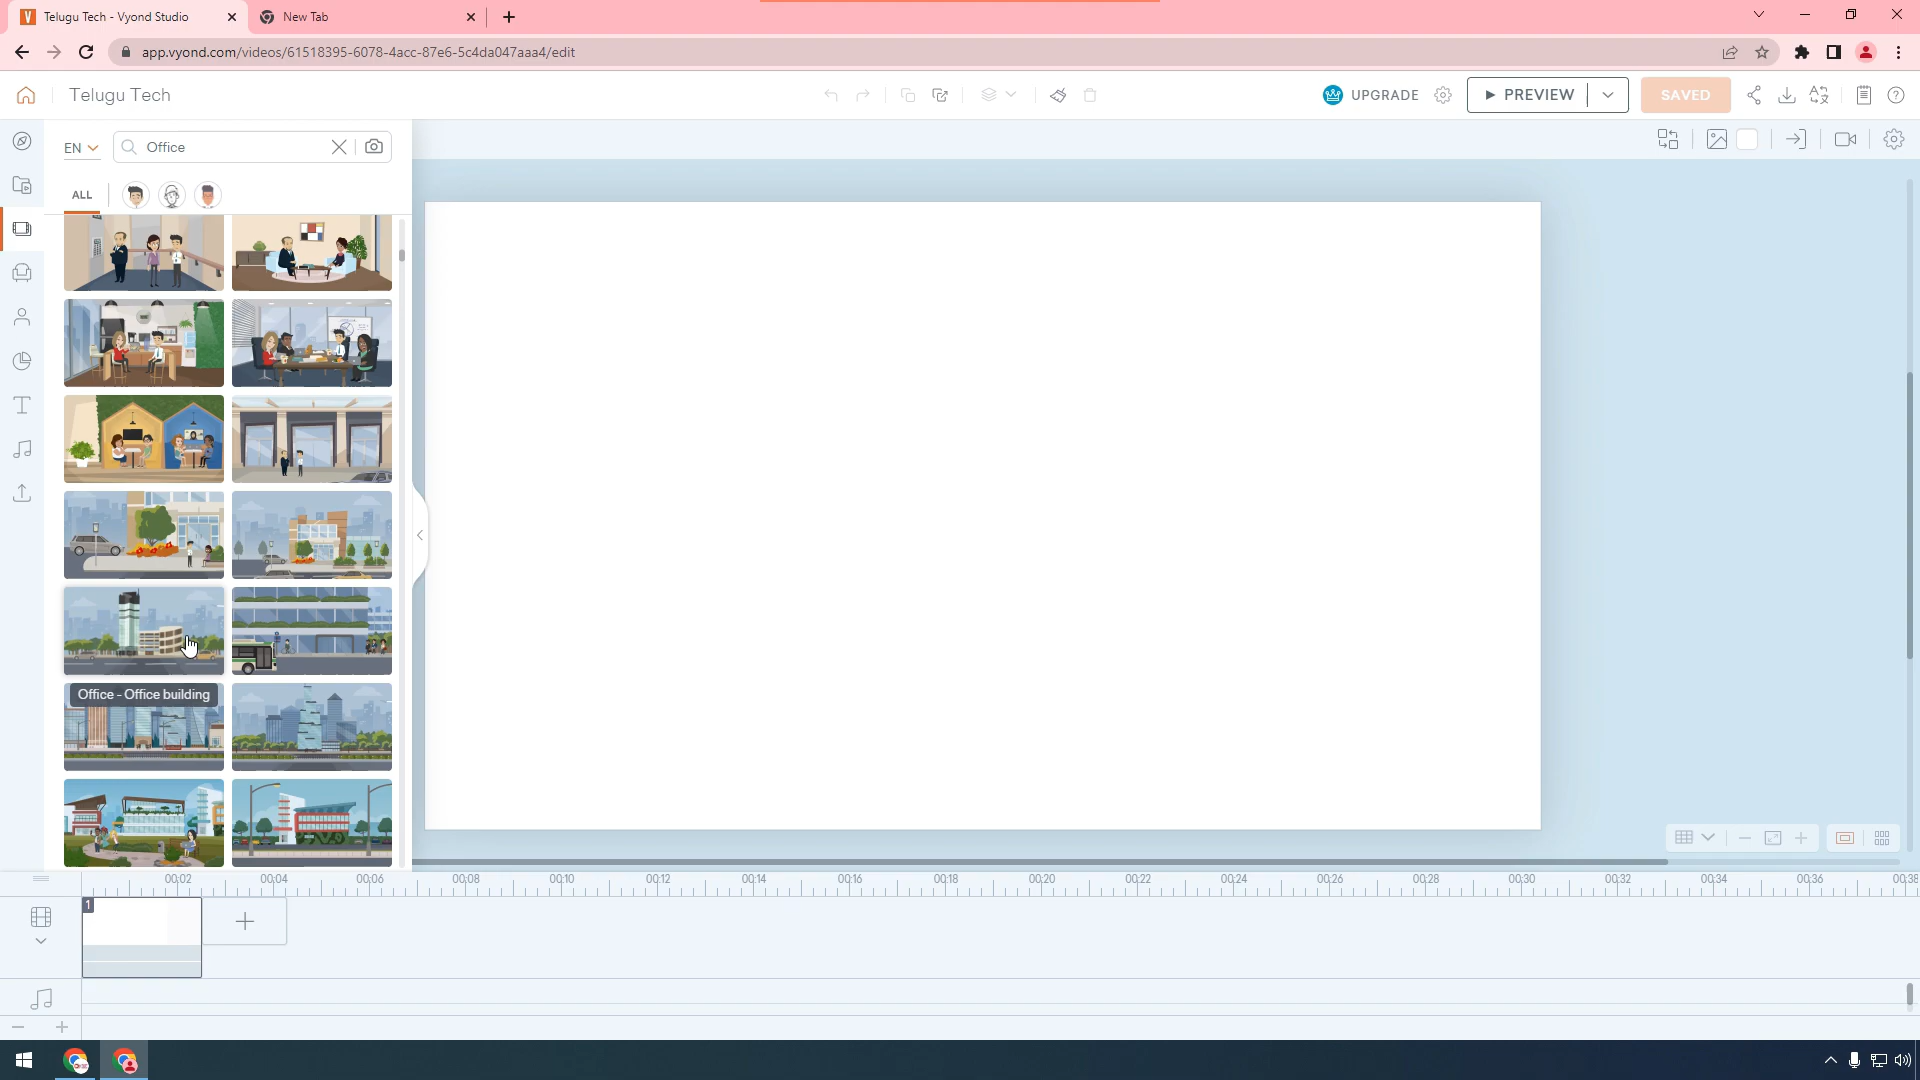 Telugu Tech - Vyond Studio
New Tab
app.vyond.com/videos/61518395-6078-4acc-87e6-5c4da047aaa4/edit
Telugu Tech
UPGRADE
PREVIEW
SAVED
EN
Office
ALL
Office - Office building
00:02
00:04
00:06
00:08
00:10
00:12
00:14
00:16
00:18
00:20
00:22
00:24
00:26
00:28
00:30
00:32
00:34
00:36
00:38
1